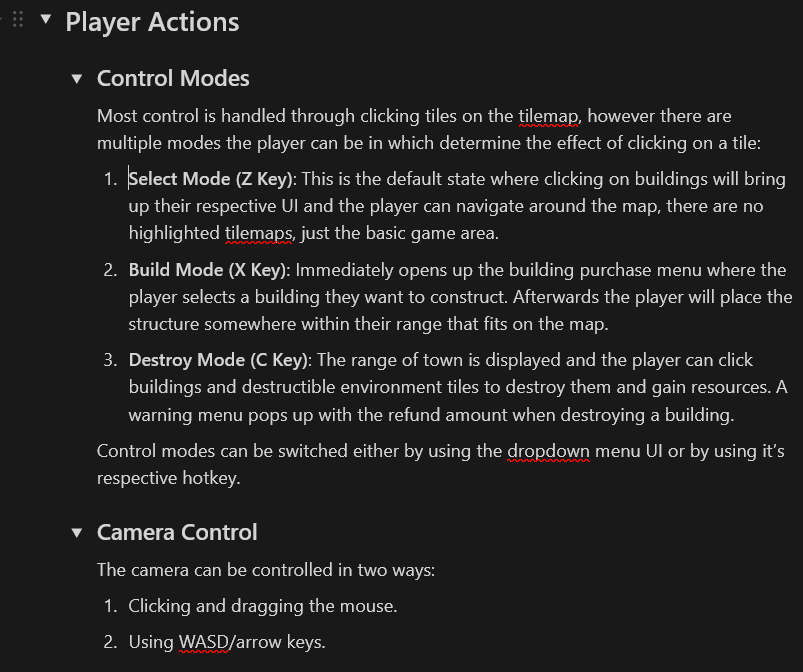 Player Actions
Control Modes
Most control is handled through clicking tiles on the tilemap, however there are
multiple modes the player can be in which determine the effect of clicking on a tile:
1. Select Mode (Z Key): This is the default state where clicking on buildings will bring
up their respective UI and the player can navigate around the map, there are no
highlighted tilemaps, just the basic game area.
2. Build Mode (X Key): Immediately opens up the building purchase menu where the
player selects a building they want to construct. Afterwards the player will place the
structure somewhere within their range that fits on the map.
3. Destroy Mode (C Key): The range of town is displayed and the player can click
buildings and destructible environment tiles to destroy them and gain resources. A
warning menu pops up with the refund amount when destroying a building.
Control modes can be switched either by using the dropdown menu UI or by using it’s
respective hotkey.
Camera Control
The camera can be controlled in two ways:
1. Clicking and dragging the mouse.
2. Using WASD/arrow keys.